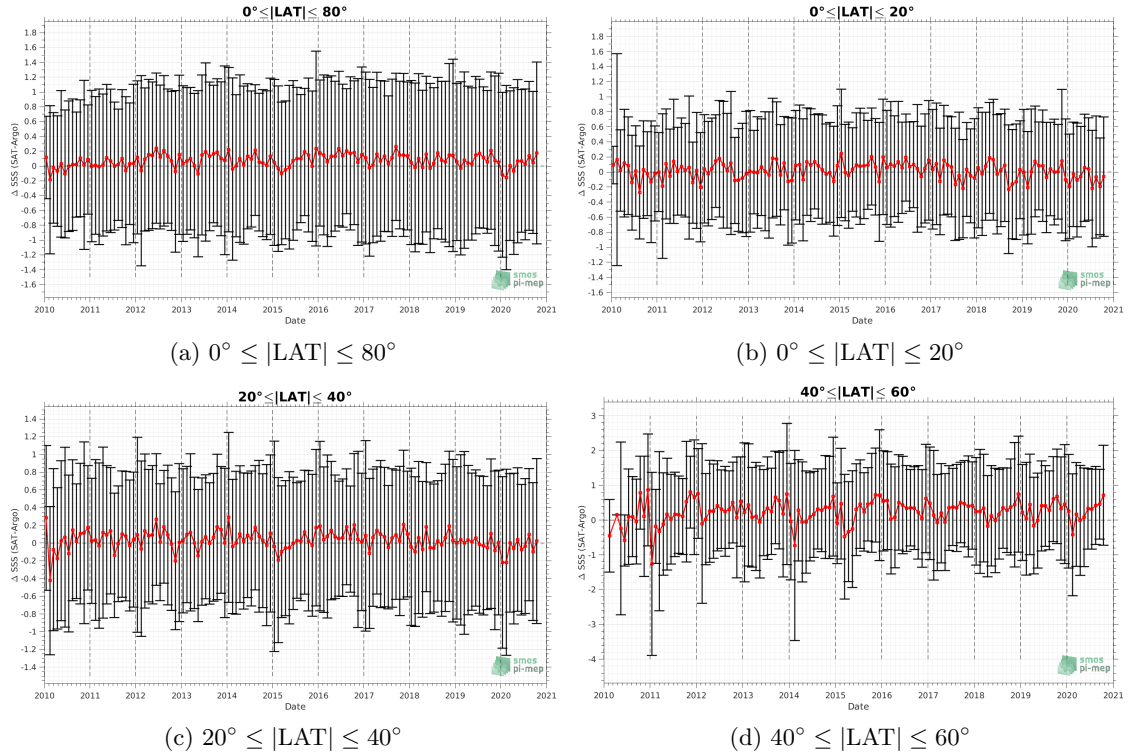 0°≤|LAT|≤ 80°
Δ SSS (SAT-Argo)
1.8
1.6
1.4
1.2
1
0.8
0.6
0.4
0.2
0
-0.2
-0.4
-0.6
-0.8
-1
-1.2
-1.4
-1.6
smos
pi-mep
2010 2011 2012 2013 2014 2015 2016 2017 2018 2019 2020 2021
Date
(a) 0° ≤ |LAT| ≤ 80°
0°≤|LAT|≤ 20°
Δ SSS (SAT-Argo)
1.8
1.6
1.4
1.2
1
0.8
0.6
0.4
0.2
0
-0.2
-0.4
-0.6
-0.8
-1
-1.2
-1.4
-1.6
smos
pi-mep
2010 2011 2012 2013 2014 2015 2016 2017 2018 2019 2020 2021
Date
(b) 0° ≤ |LAT| ≤ 20°
20°≤|LAT|≤ 40°
Δ SSS (SAT-Argo)
1.4
1.2
1
0.8
0.6
0.4
0.2
0
-0.2
-0.4
-0.6
-0.8
-1
-1.2
-1.4
smos
pi-mep
2010 2011 2012 2013 2014 2015 2016 2017 2018 2019 2020 2021
Date
(c) 20° ≤ |LAT| ≤ 40°
40°≤|LAT|≤ 60°
Δ SSS (SAT-Argo)
3
2
1
0
-1
-2
-3
-4
smos
pi-mep
2010 2011 2012 2013 2014 2015 2016 2017 2018 2019 2020 2021
Date
(d) 40° ≤ |LAT| ≤ 60°